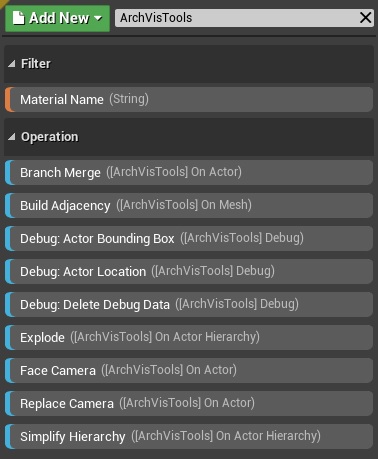 Add New ArchVisTools
Filter
Material Name (String)
Operation
Branch Merge ([ArchVisTools] On Actor)
Build Adjacency ([ArchVisTools] On Mesh)
Debug: Actor Bounding Box ([ArchVisTools] Debug)
Debug: Actor Location ([ArchVisTools] Debug)
Debug: Delete Debug Data ([ArchVisTools] Debug)
Explode ([ArchVisTools] On Actor Hierarchy)
Face Camera ([ArchVisTools] On Actor)
Replace Camera ([ArchVisTools] On Actor)
Simplify Hierarchy ([ArchVisTools] On Actor Hierarchy)